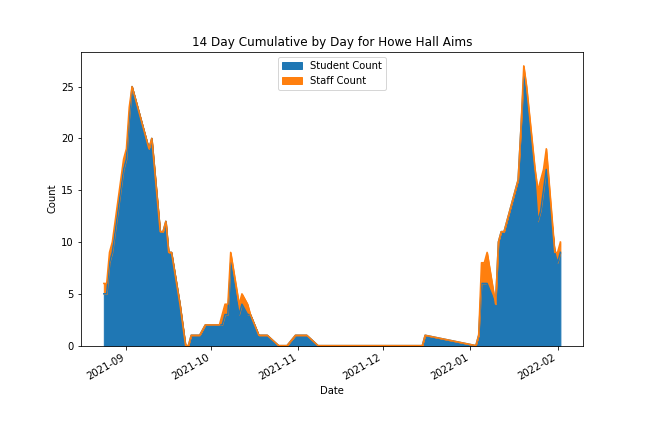 14 Day Cumulative by Day for Howe Hall Aims
Student Count
Staff Count
25
20
15
10
5
0
Count
2021-09
2021-10
2021-11
2021-12
2022-01
2022-02
Date